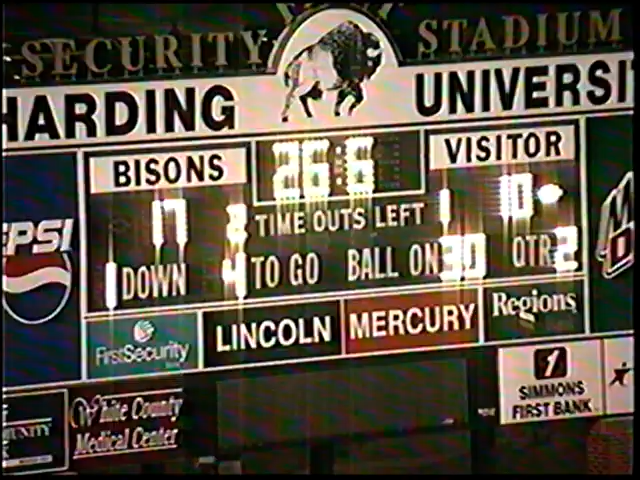 SECURITY STADIUM
HARDING UNIVERSI
BISONS 26:6 VISITOR
17 2 TIME OUTS LEFT 1 10
1 DOWN 4 TO GO BALL ON 30 QTR 2
EPSI
FirstSecurity LINCOLN MERCURY Regions
1
SIMMONS
FIRST BANK
White County
Medical Center